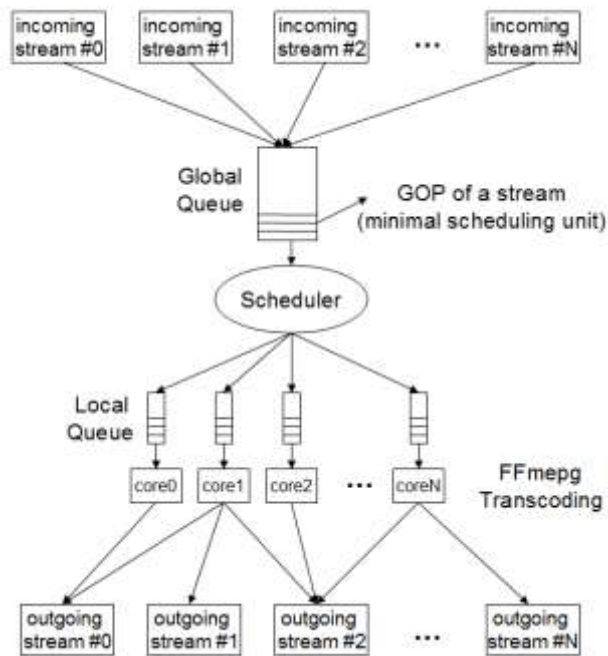 incoming
stream #0
incoming
stream #1
incoming
stream #2
...
incoming
stream #N
Global
Queue
GOP of a stream
(minimal scheduling unit)
Scheduler
Local
Queue
core0
core1
core2
...
coreN
FFmepg
Transcoding
outgoing
stream #0
outgoing
stream #1
outgoing
stream #2
...
outgoing
stream #N